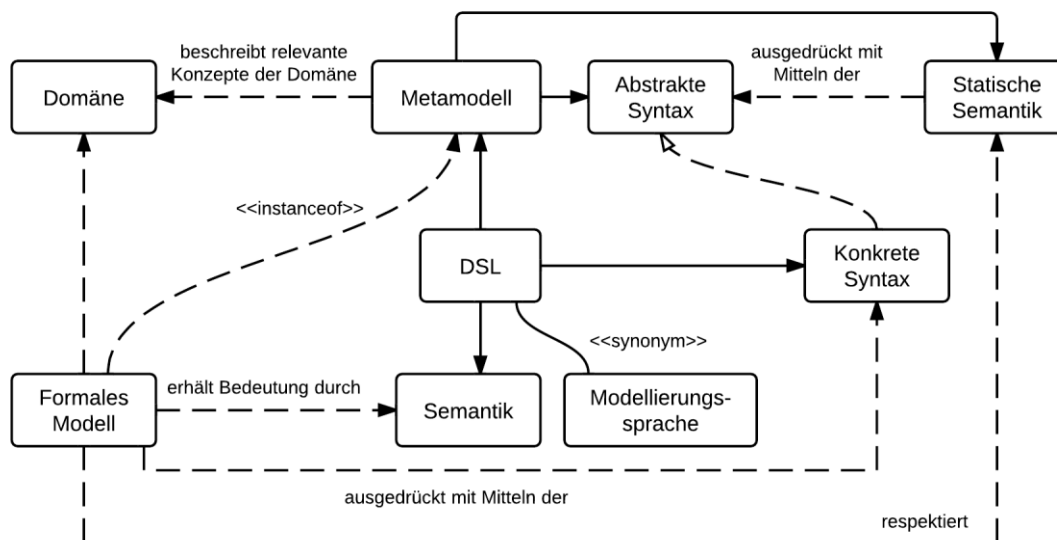 beschreibt relevante
Konzepte der Domäne
ausgedrückt mit
Mitteln der
Domäne
Metamodell
Abstrakte
Syntax
Statische
Semantik
<<instanceof>>
DSL
Konkrete
Syntax
<<synonym>>
Formales
Modell
erhält Bedeutung durch
Semantik
Modellierungs-
sprache
ausgedrückt mit Mitteln der
respektiert